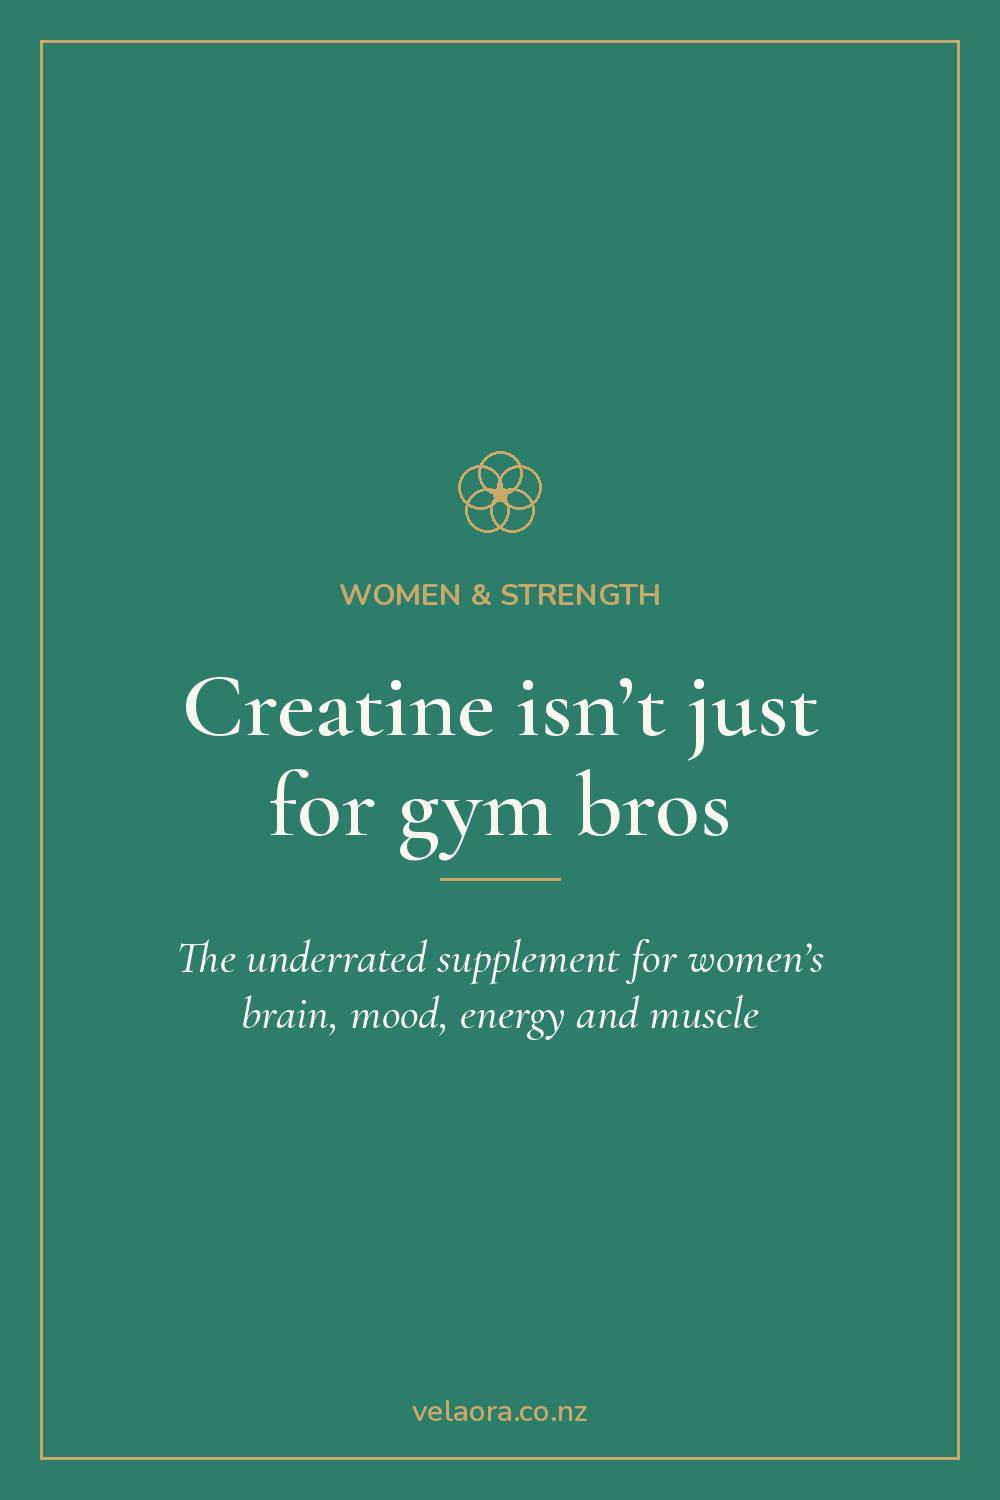 WOMEN & STRENGTH
Creatine isn’t just
for gym bros
The underrated supplement for women’s
brain, mood, energy and muscle
velaora.co.nz